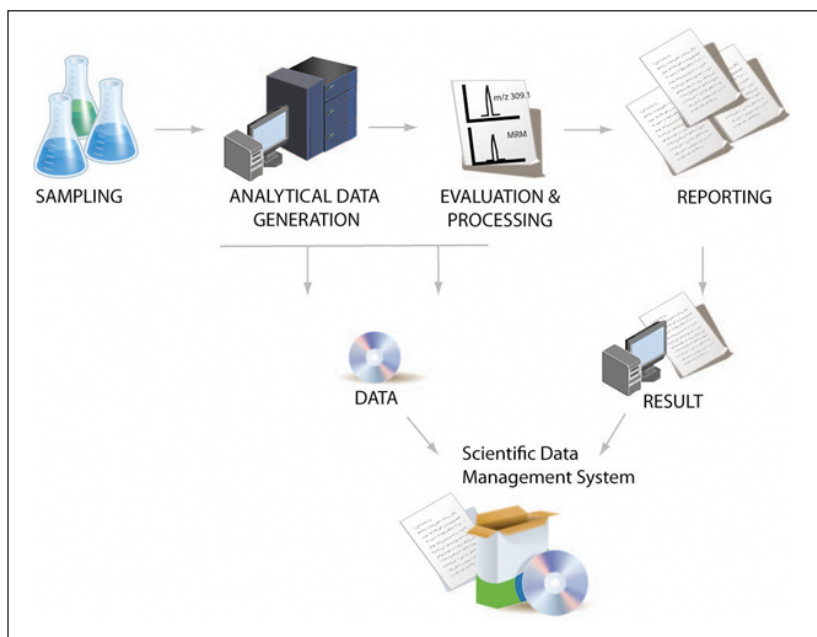 m/z 309.1
MRM
SAMPLING
ANALYTICAL DATA
GENERATION
EVALUATION &
PROCESSING
REPORTING
DATA
RESULT
Scientific Data
Management System